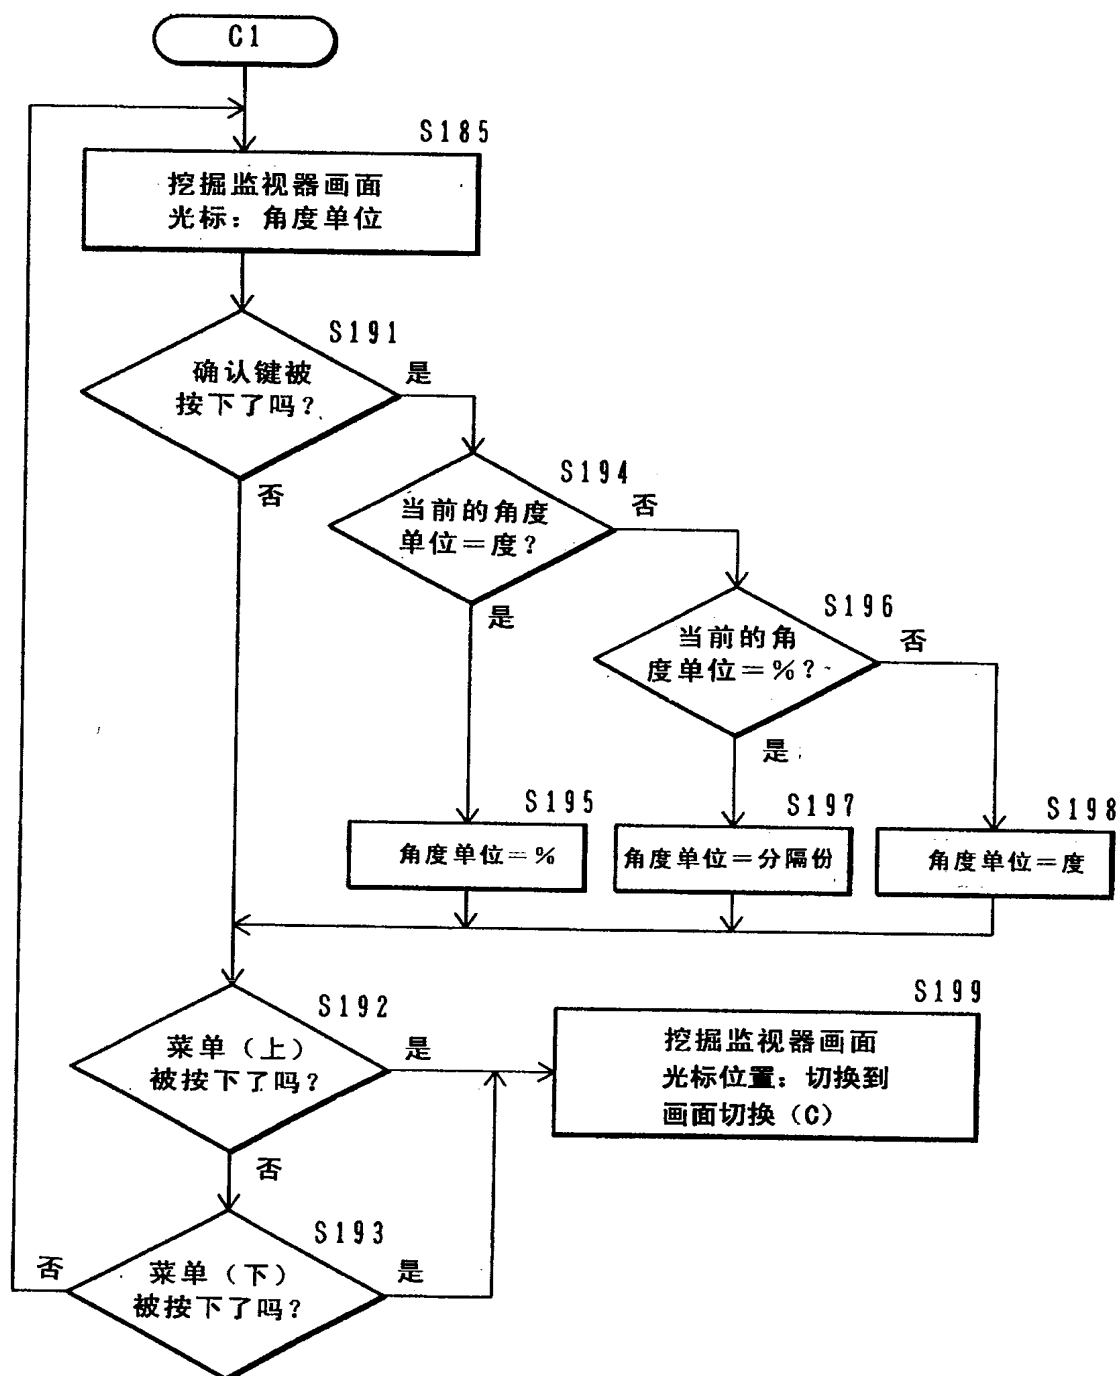 C1
S185
挖掘监视器画面
光标：角度单位
S191
确认键被
按下了吗？
是
否
S194
当前的角度
单位＝度？
否
是
S196
当前的角
度单位＝%？
否
是
S195
角度单位＝%
S197
角度单位＝分隔份
S198
角度单位＝度
S192
菜单（上）
被按下了吗？
是
否
S199
挖掘监视器画面
光标位置：切换到
画面切换（C）
S193
菜单（下）
被按下了吗？
否
是